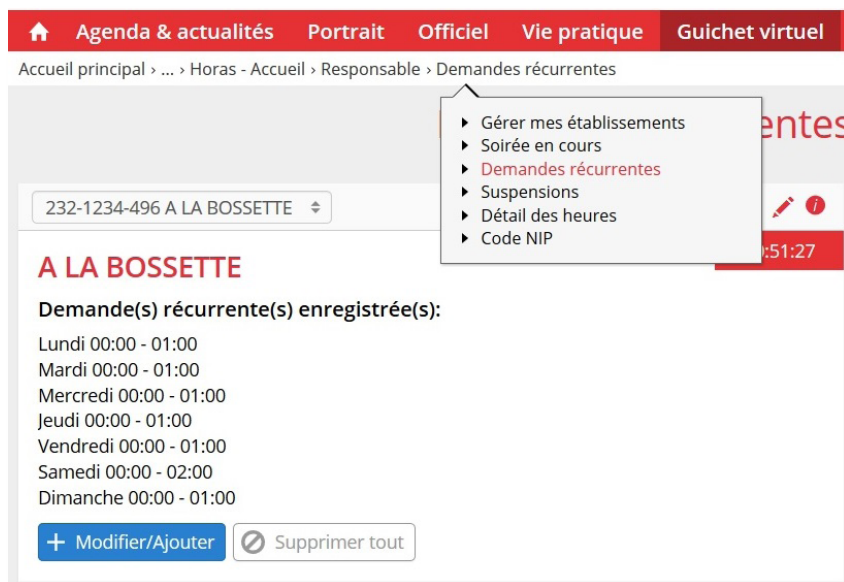 Agenda & actualités Portrait Officiel Vie pratique Guichet virtuel
Accueil principal › ... › Horas - Accueil › Responsable › Demandes récurrentes
Gérer mes établissements
Soirée en cours
Demandes récurrentes
Suspensions
Détail des heures
Code NIP
entes
232-1234-496 A LA BOSSETTE
:51:27
A LA BOSSETTE
Demande(s) récurrente(s) enregistrée(s):
Lundi 00:00 - 01:00
Mardi 00:00 - 01:00
Mercredi 00:00 - 01:00
Jeudi 00:00 - 01:00
Vendredi 00:00 - 01:00
Samedi 00:00 - 02:00
Dimanche 00:00 - 01:00
+ Modifier/Ajouter Supprimer tout